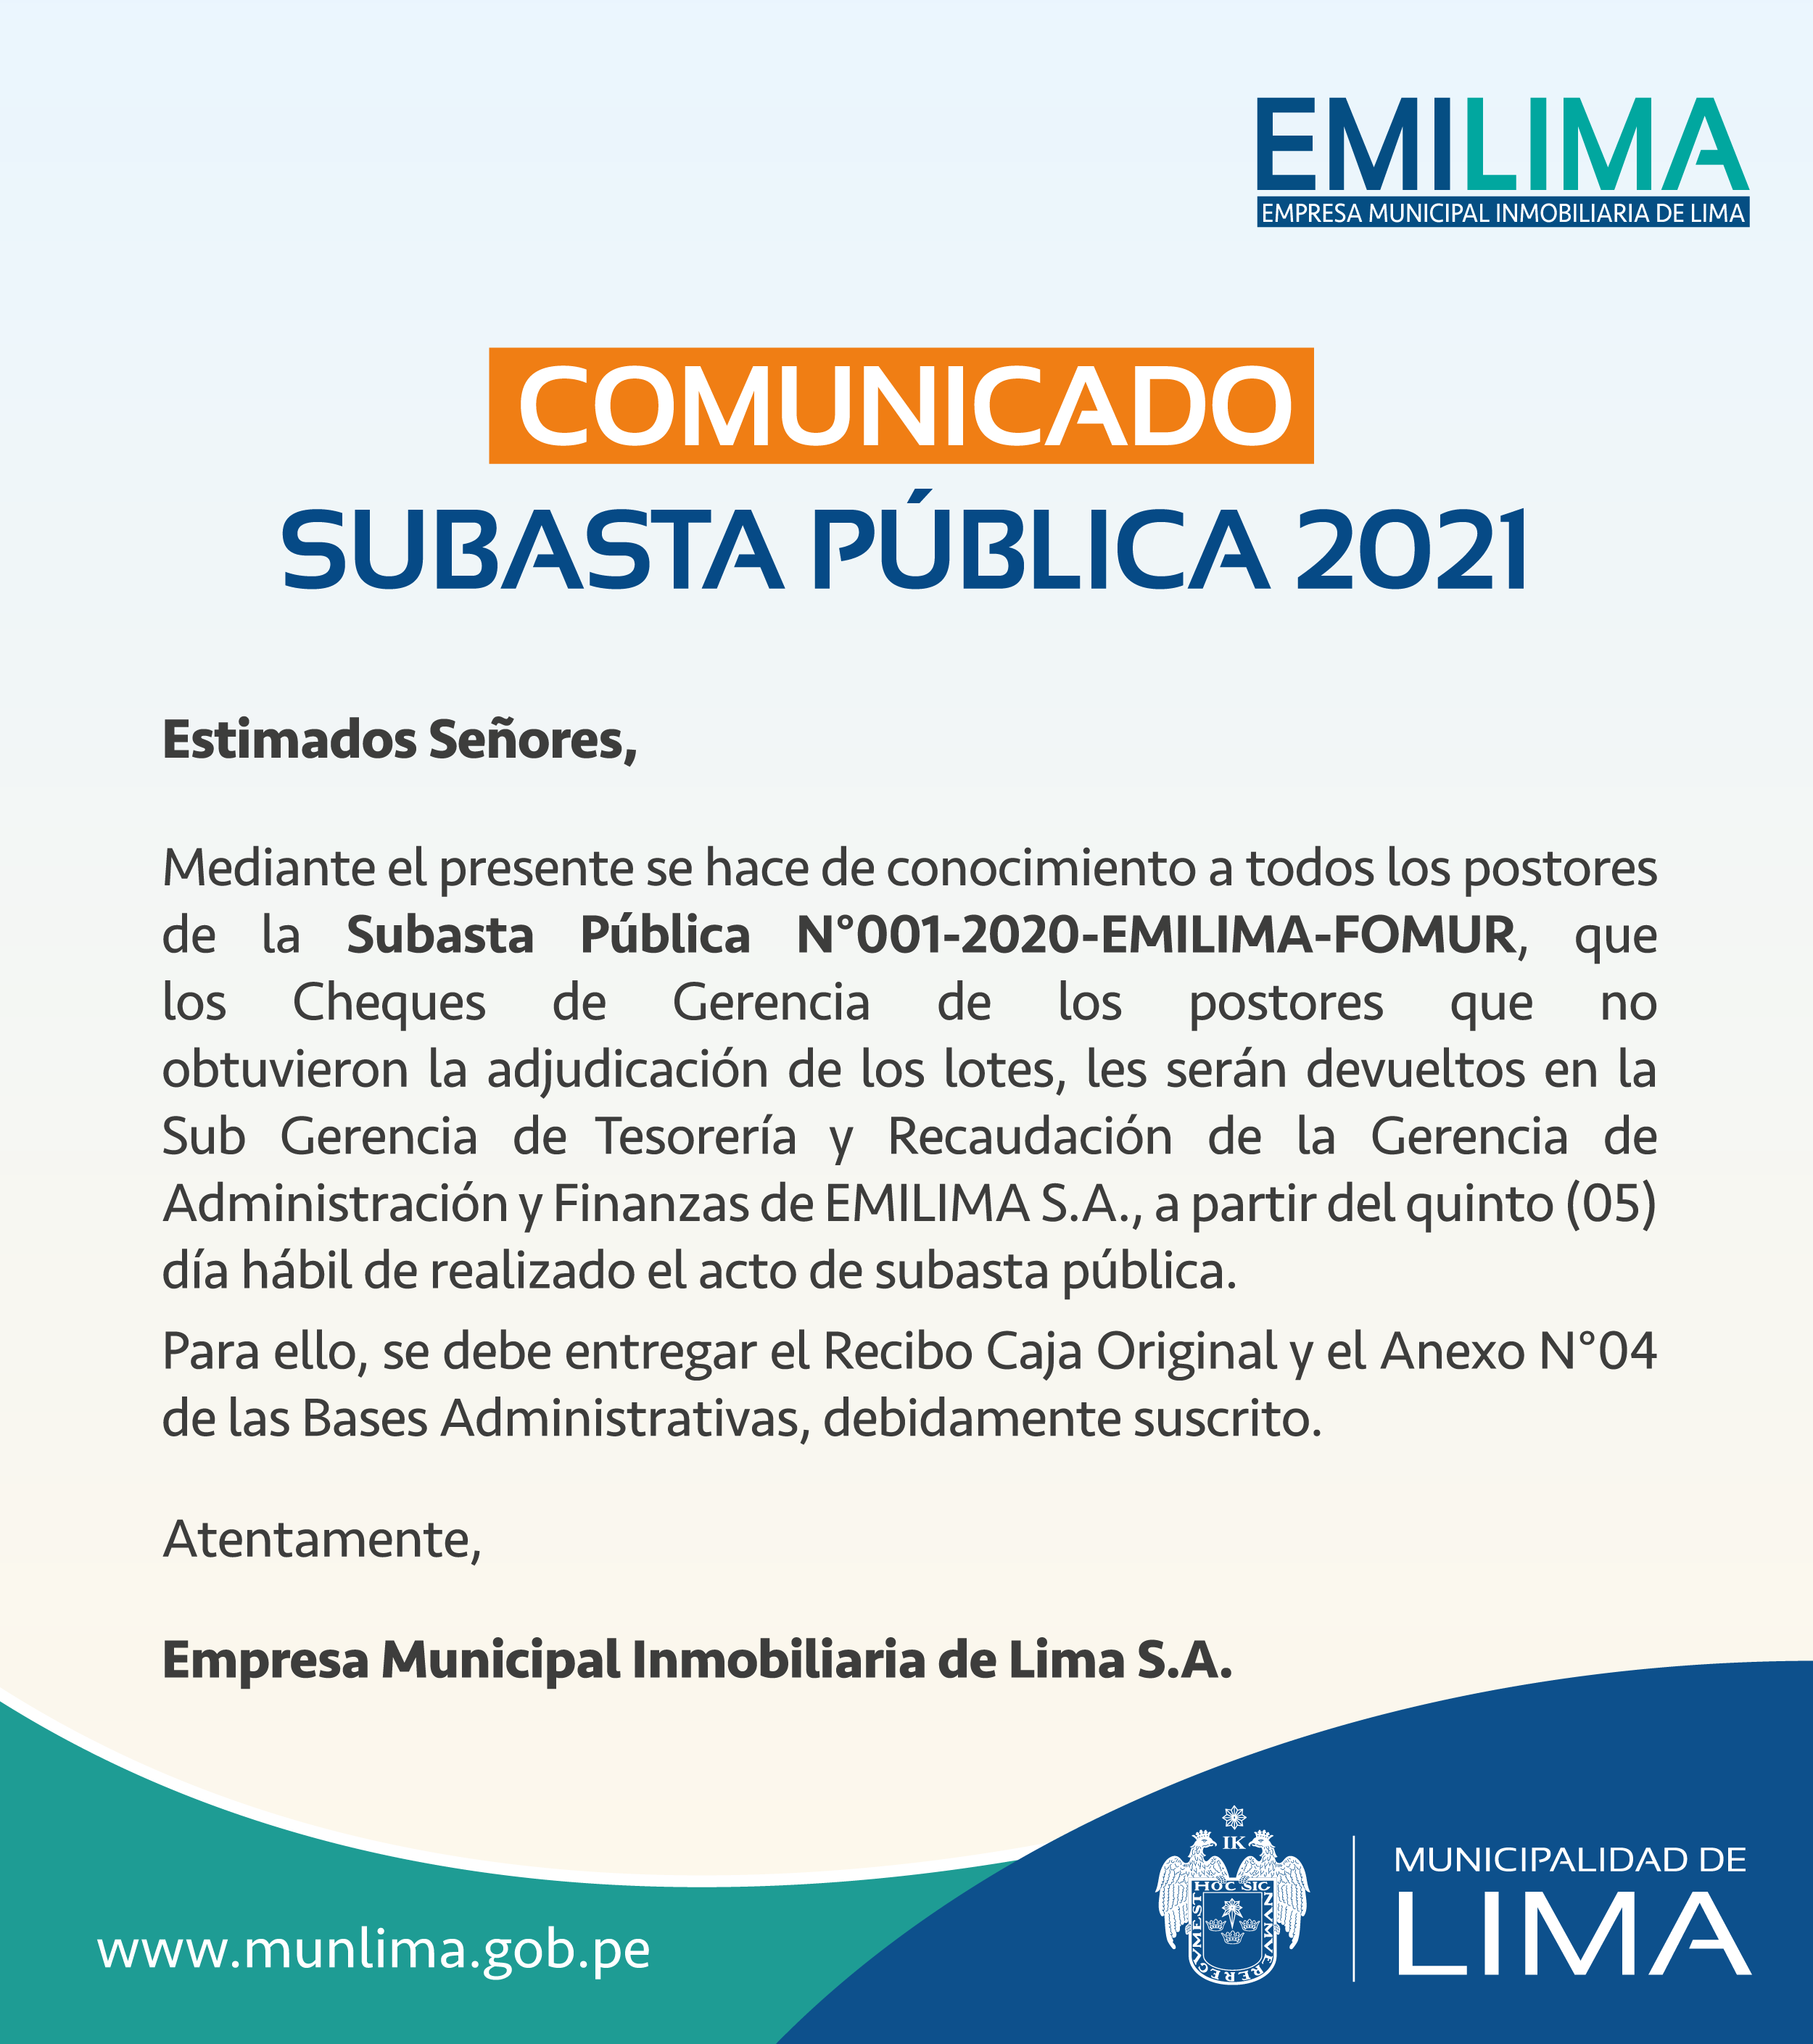 EMILIMA
EMPRESA MUNICIPAL INMOBILIARIA DE LIMA
COMUNICADO
SUBASTA PÚBLICA 2021
Estimados Señores,
Mediante el presente se hace de conocimiento a todos los postores
de la Subasta Pública N°001-2020-EMILIMA-FOMUR, que
los Cheques de Gerencia de los postores que no
obtuvieron la adjudicación de los lotes, les serán devueltos en la
Sub Gerencia de Tesorería y Recaudación de la Gerencia de
Administración y Finanzas de EMILIMA S.A., a partir del quinto (05)
día hábil de realizado el acto de subasta pública.
Para ello, se debe entregar el Recibo Caja Original y el Anexo N°04
de las Bases Administrativas, debidamente suscrito.
Atentamente,
Empresa Municipal Inmobiliaria de Lima S.A.
www.munlima.gob.pe
IK
HOC SIGNVMVEREREGVMEST
MUNICIPALIDAD DE
LIMA